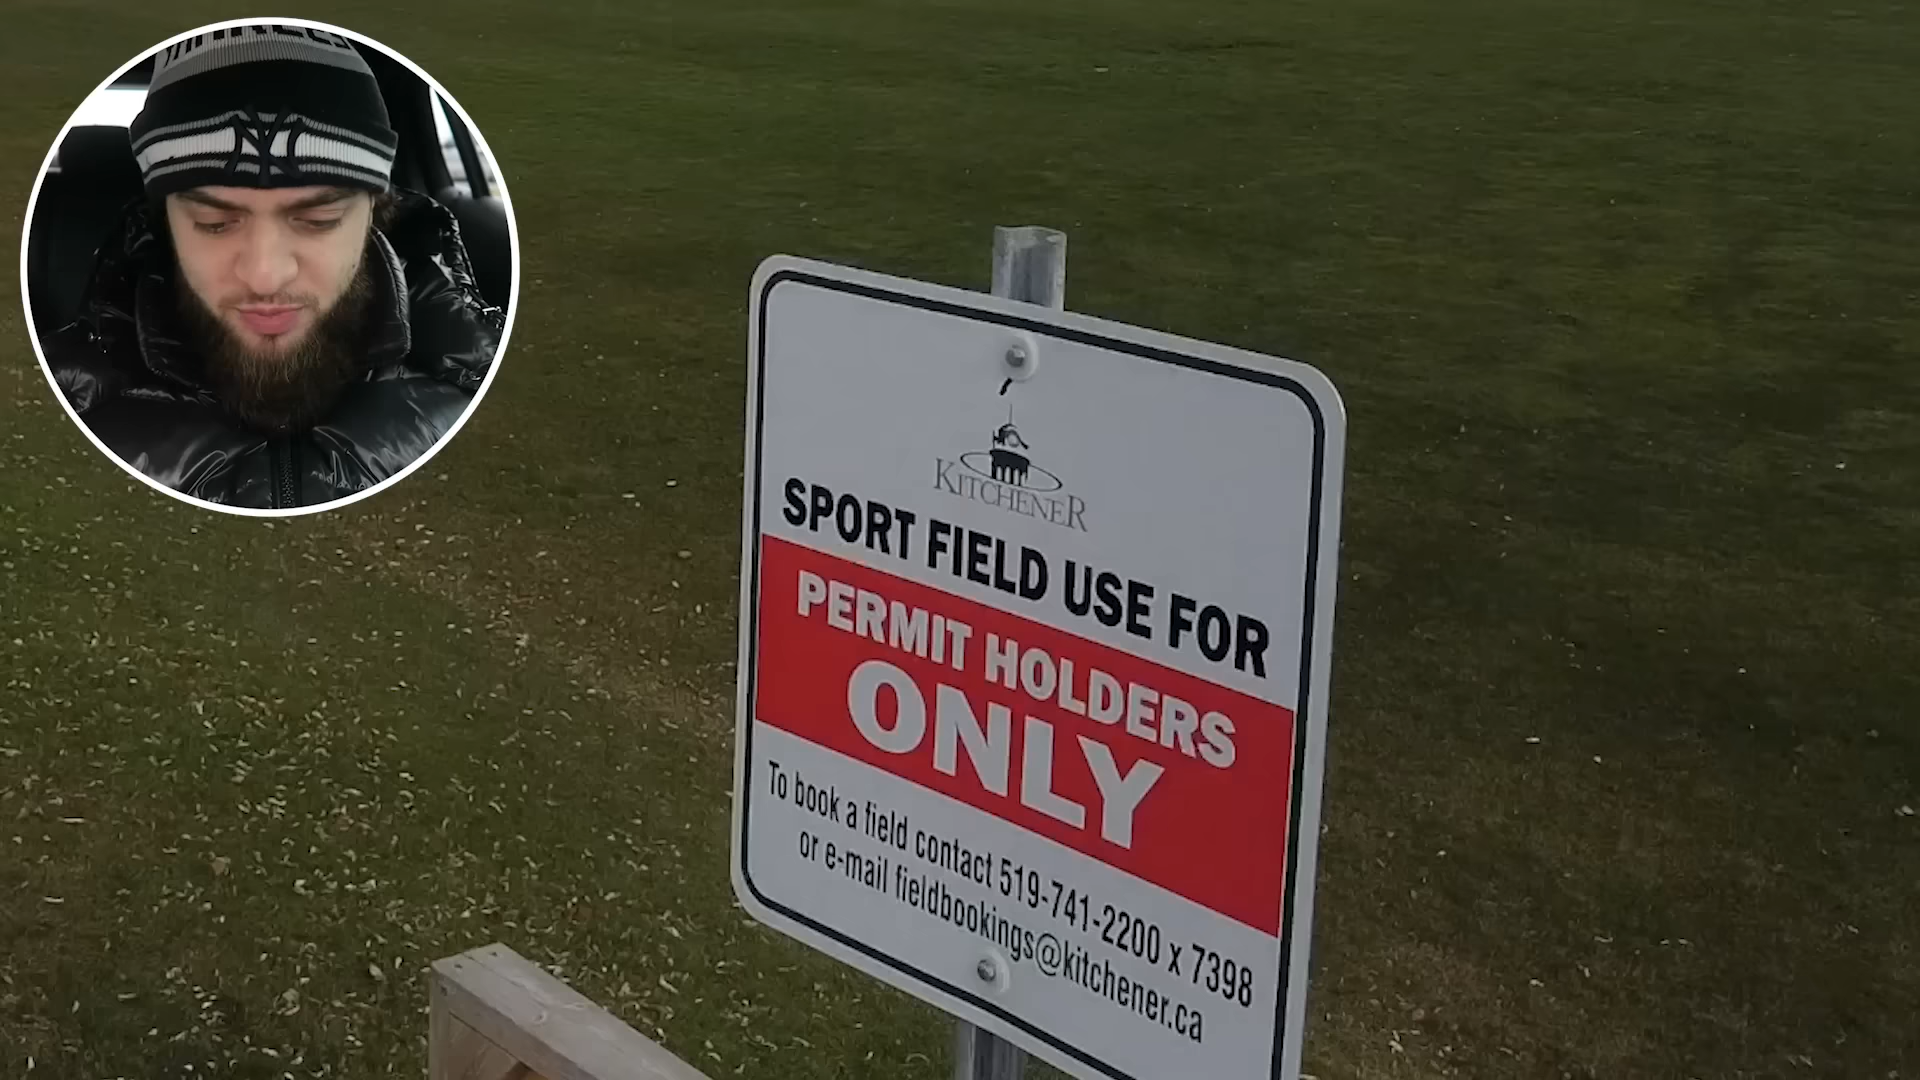 NY
KITCHENER
SPORT FIELD USE FOR
PERMIT HOLDERS
ONLY
To book a field contact 519-741-2200 x 7398
or e-mail fieldbookings@kitchener.ca